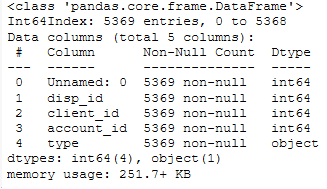 <class 'pandas.core.frame.DataFrame'>
Int64Index: 5369 entries, 0 to 5368
Data columns (total 5 columns):
 #   Column      Non-Null Count  Dtype
---  ------      --------------  -----
 0   Unnamed: 0  5369 non-null   int64
 1   disp_id     5369 non-null   int64
 2   client_id   5369 non-null   int64
 3   account_id  5369 non-null   int64
 4   type        5369 non-null   object
dtypes: int64(4), object(1)
memory usage: 251.7+ KB